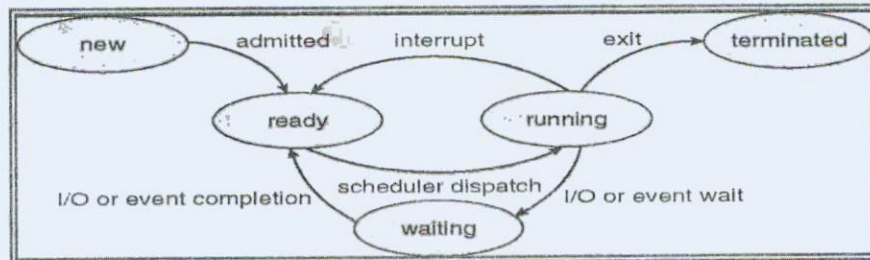 new
admitted
interrupt
exit
terminated
ready
running
I/O or event completion
scheduler dispatch
I/O or event wait
waiting